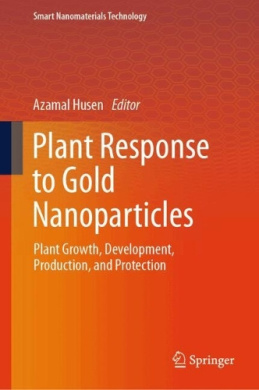 Smart Nanomaterials Technology
Azamal Husen Editor
Plant Response
to Gold
Nanoparticles
Plant Growth, Development,
Production, and Protection
Springer